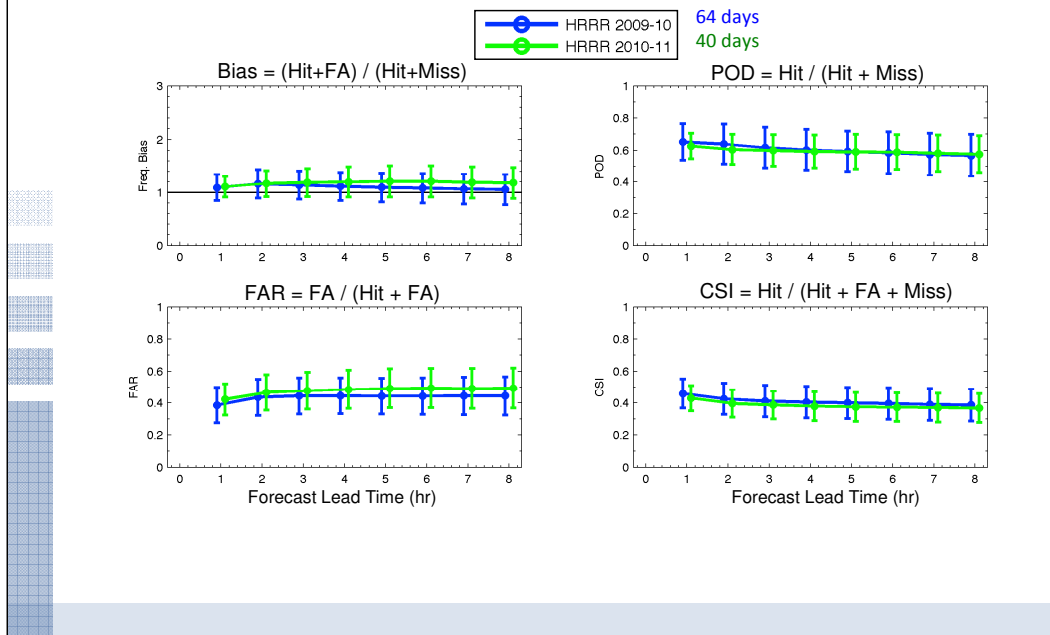 HRRR 2009-10
64 days
HRRR 2010-11
40 days
Bias = (Hit+FA) / (Hit+Miss)
3
2
1
0
Freq. Bias
0 1 2 3 4 5 6 7 8
POD = Hit / (Hit + Miss)
1
0.8
0.6
0.4
0.2
0
POD
0 1 2 3 4 5 6 7 8
FAR = FA / (Hit + FA)
1
0.8
0.6
0.4
0.2
0
FAR
0 1 2 3 4 5 6 7 8
Forecast Lead Time (hr)
CSI = Hit / (Hit + FA + Miss)
1
0.8
0.6
0.4
0.2
0
CSI
0 1 2 3 4 5 6 7 8
Forecast Lead Time (hr)